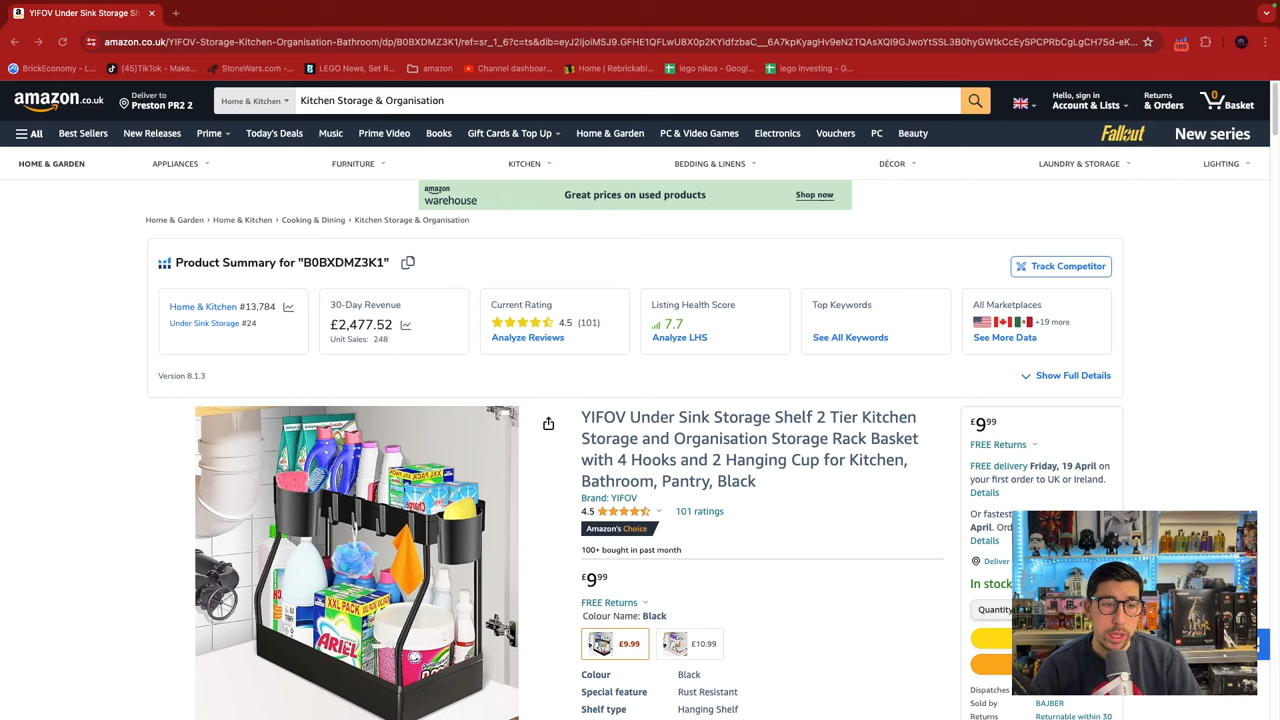 YIFOV Under Sink Storage Sh
amazon.co.uk/YIFOV-Storage-Kitchen-Organisation-Bathroom/dp/B0BXDMZ3K1/ref=sr_1_6?c=ts&dib=
BrickEconomy - L...
(45)TikTok - Make...
StoneWars.com -...
LEGO News, Set R...
amazon
Channel dashboar...
Home | Rebrickabl...
lego nikos - Googl...
lego investing - G...
amazon.co.uk
Deliver to
Preston PR2 2
Home & Kitchen
Kitchen Storage & Organisation
Hello, sign in
Account & Lists
Returns
& Orders
0
Basket
All
Best Sellers
New Releases
Prime
Today's Deals
Music
Prime Video
Books
Gift Cards & Top Up
Home & Garden
PC & Video Games
Electronics
Vouchers
PC
Beauty
Fallout
New series
HOME & GARDEN
APPLIANCES
FURNITURE
KITCHEN
BEDDING & LINENS
DÉCOR
LAUNDRY & STORAGE
LIGHTING
amazon
warehouse
Great prices on used products
Shop now
Home & Garden › Home & Kitchen › Cooking & Dining › Kitchen Storage & Organisation
Product Summary for "B0BXDMZ3K1"
Track Competitor
Home & Kitchen #13,784
Under Sink Storage #24
30-Day Revenue
£2,477.52
Unit Sales: 248
Current Rating
4.5 (101)
Analyze Reviews
Listing Health Score
7.7
Analyze LHS
Top Keywords
See All Keywords
All Marketplaces
+19 more
See More Data
Version 8.1.3
Show Full Details
YIFOV Under Sink Storage Shelf 2 Tier Kitchen
Storage and Organisation Storage Rack Basket
with 4 Hooks and 2 Hanging Cup for Kitchen,
Bathroom, Pantry, Black
Brand: YIFOV
4.5
101 ratings
Amazon's Choice
100+ bought in past month
£9.99
FREE Returns
Colour Name: Black
£9.99
£10.99
Colour Black
Special feature Rust Resistant
Shelf type Hanging Shelf
XXL PACK
ARIEL
£9.99
FREE Returns
FREE delivery Friday, 19 April on
your first order to UK or Ireland.
Details
Or fastes
April. Ord
Details
Deliver
In stock
Quantity
Dispatches
Sold by BAJBER
Returns Returnable within 30